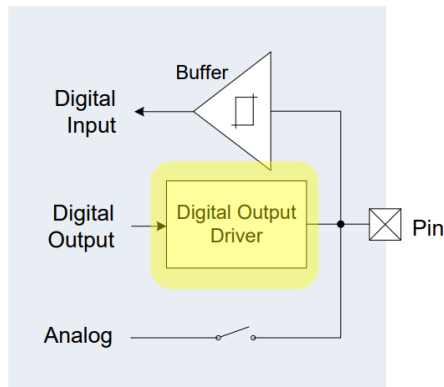 Buffer
Digital
Input
Digital
Output
Digital Output
Driver
Pin
Analog